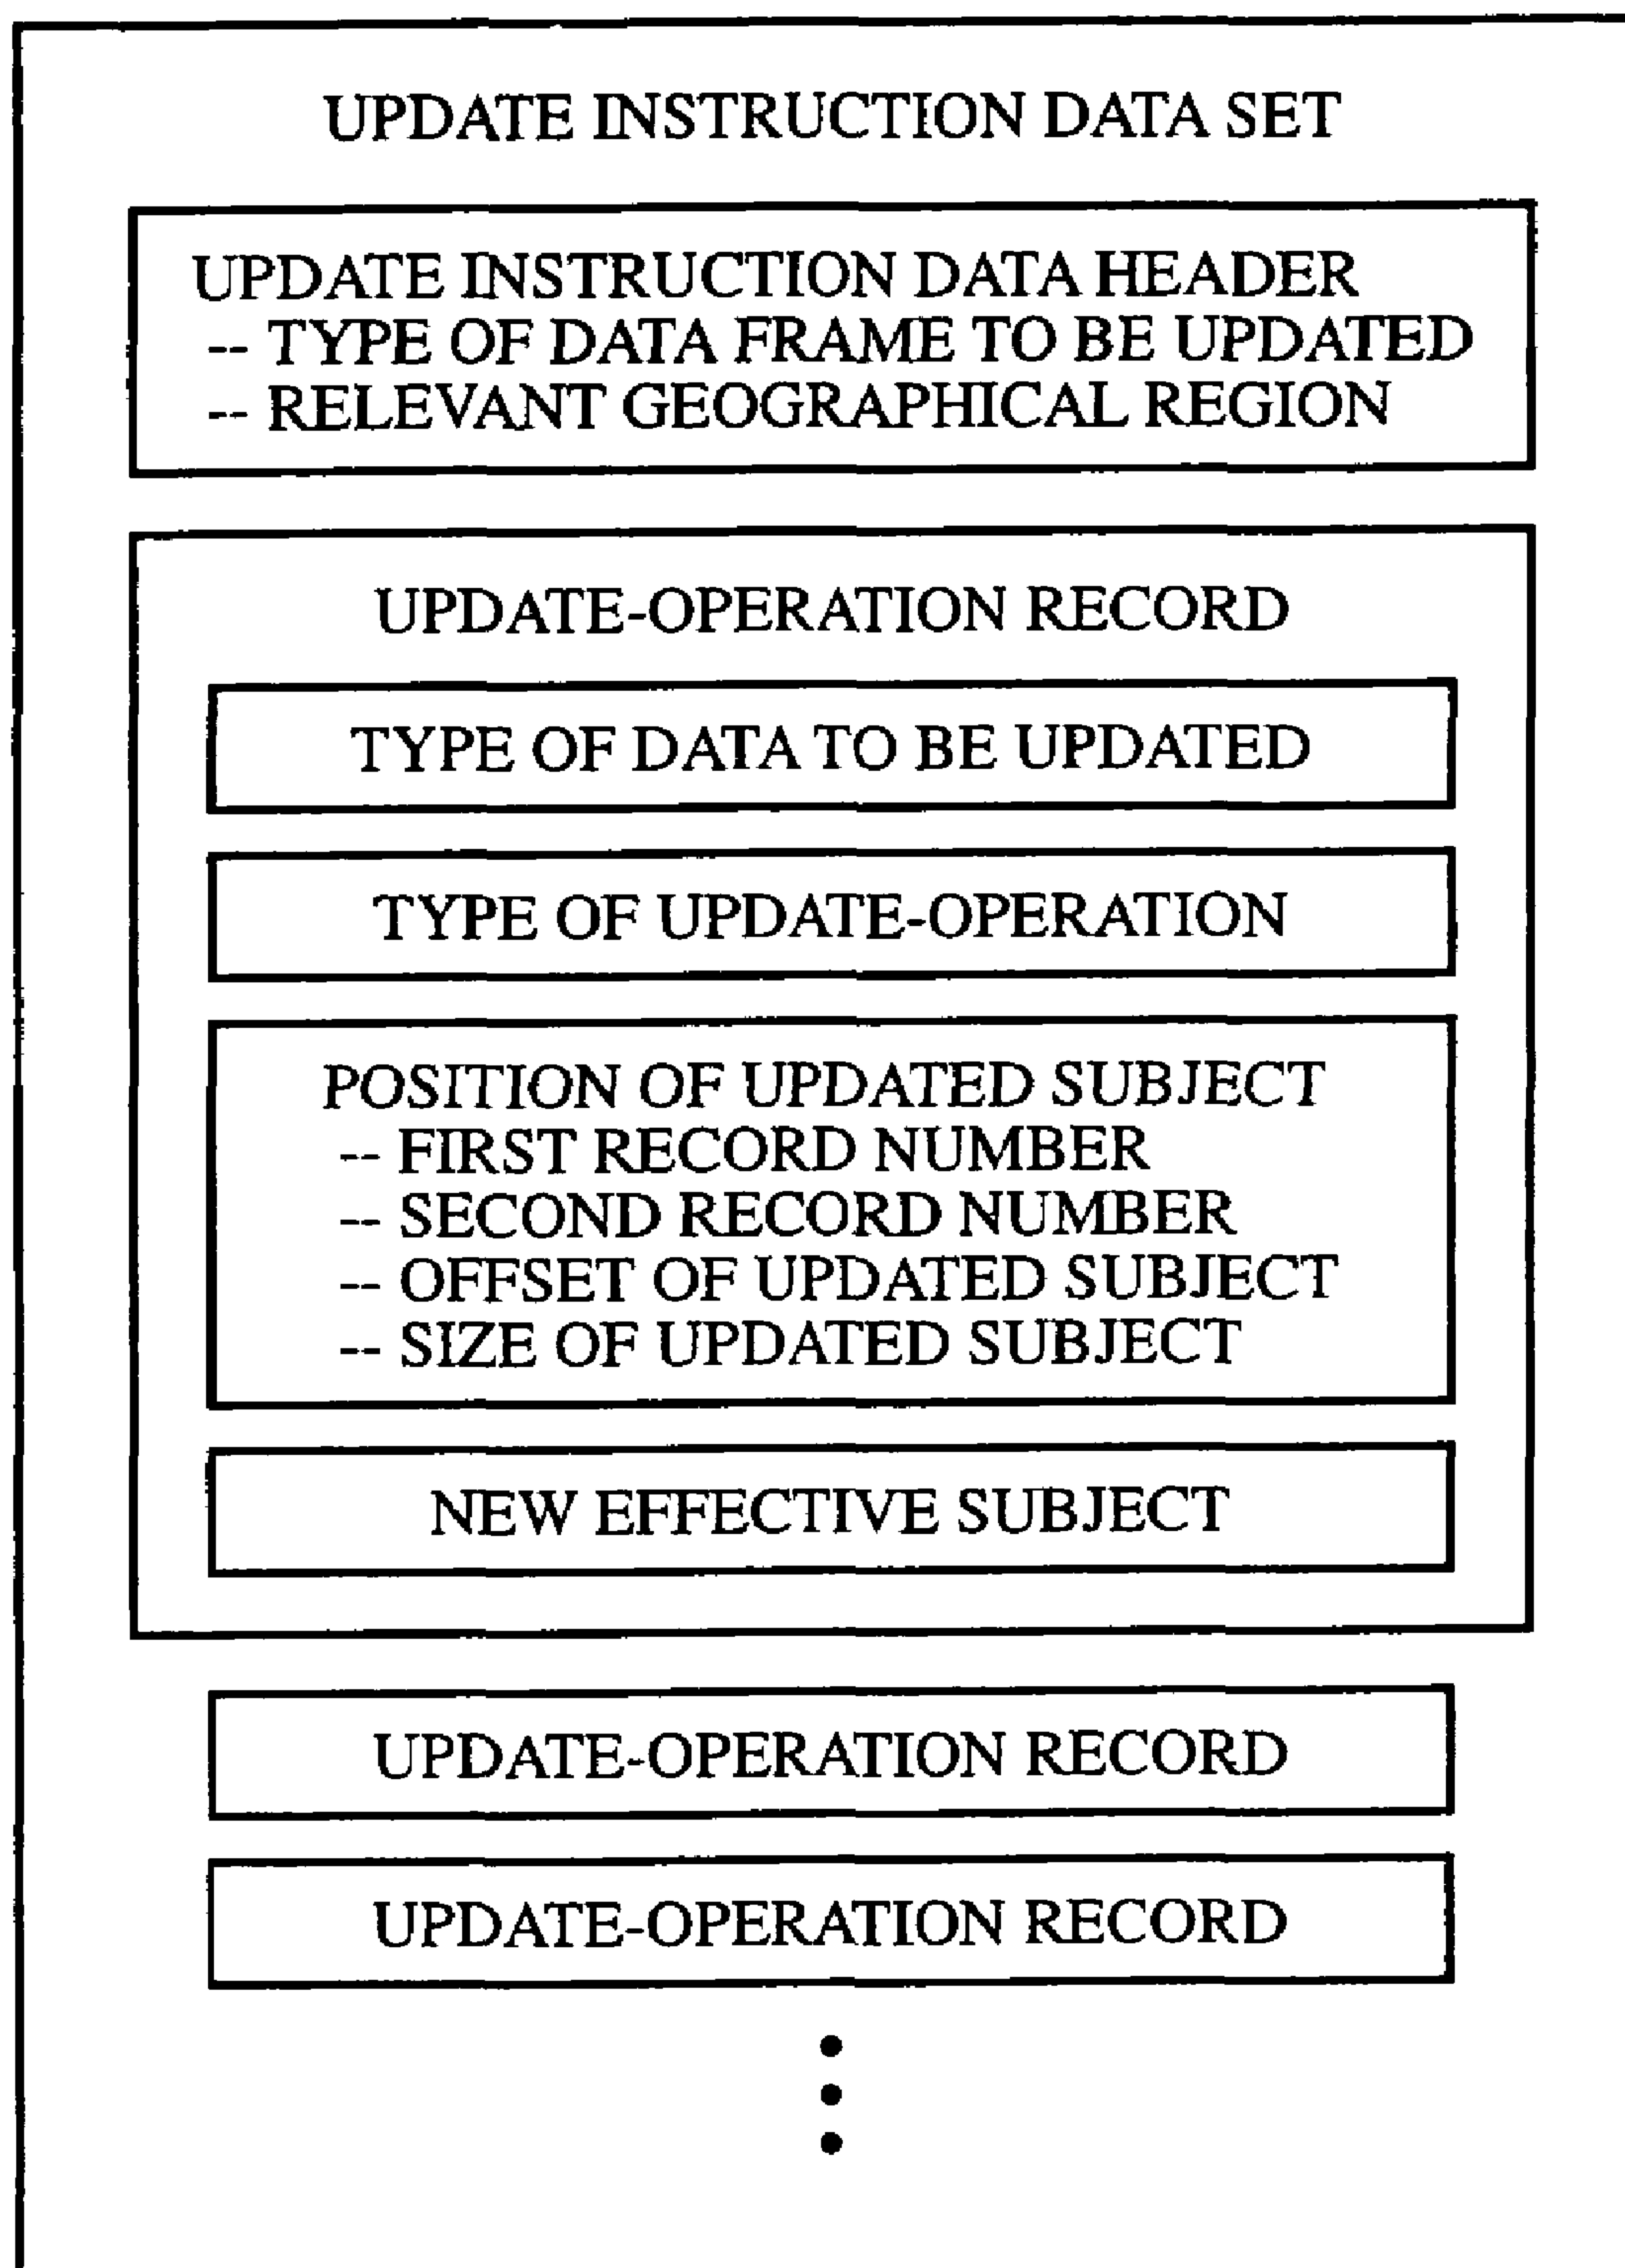 UPDATE INSTRUCTION DATA SET
UPDATE INSTRUCTION DATA HEADER
-- TYPE OF DATA FRAME TO BE UPDATED
-- RELEVANT GEOGRAPHICAL REGION
UPDATE-OPERATION RECORD
TYPE OF DATA TO BE UPDATED
TYPE OF UPDATE-OPERATION
POSITION OF UPDATED SUBJECT
-- FIRST RECORD NUMBER
-- SECOND RECORD NUMBER
-- OFFSET OF UPDATED SUBJECT
-- SIZE OF UPDATED SUBJECT
NEW EFFECTIVE SUBJECT
UPDATE-OPERATION RECORD
UPDATE-OPERATION RECORD